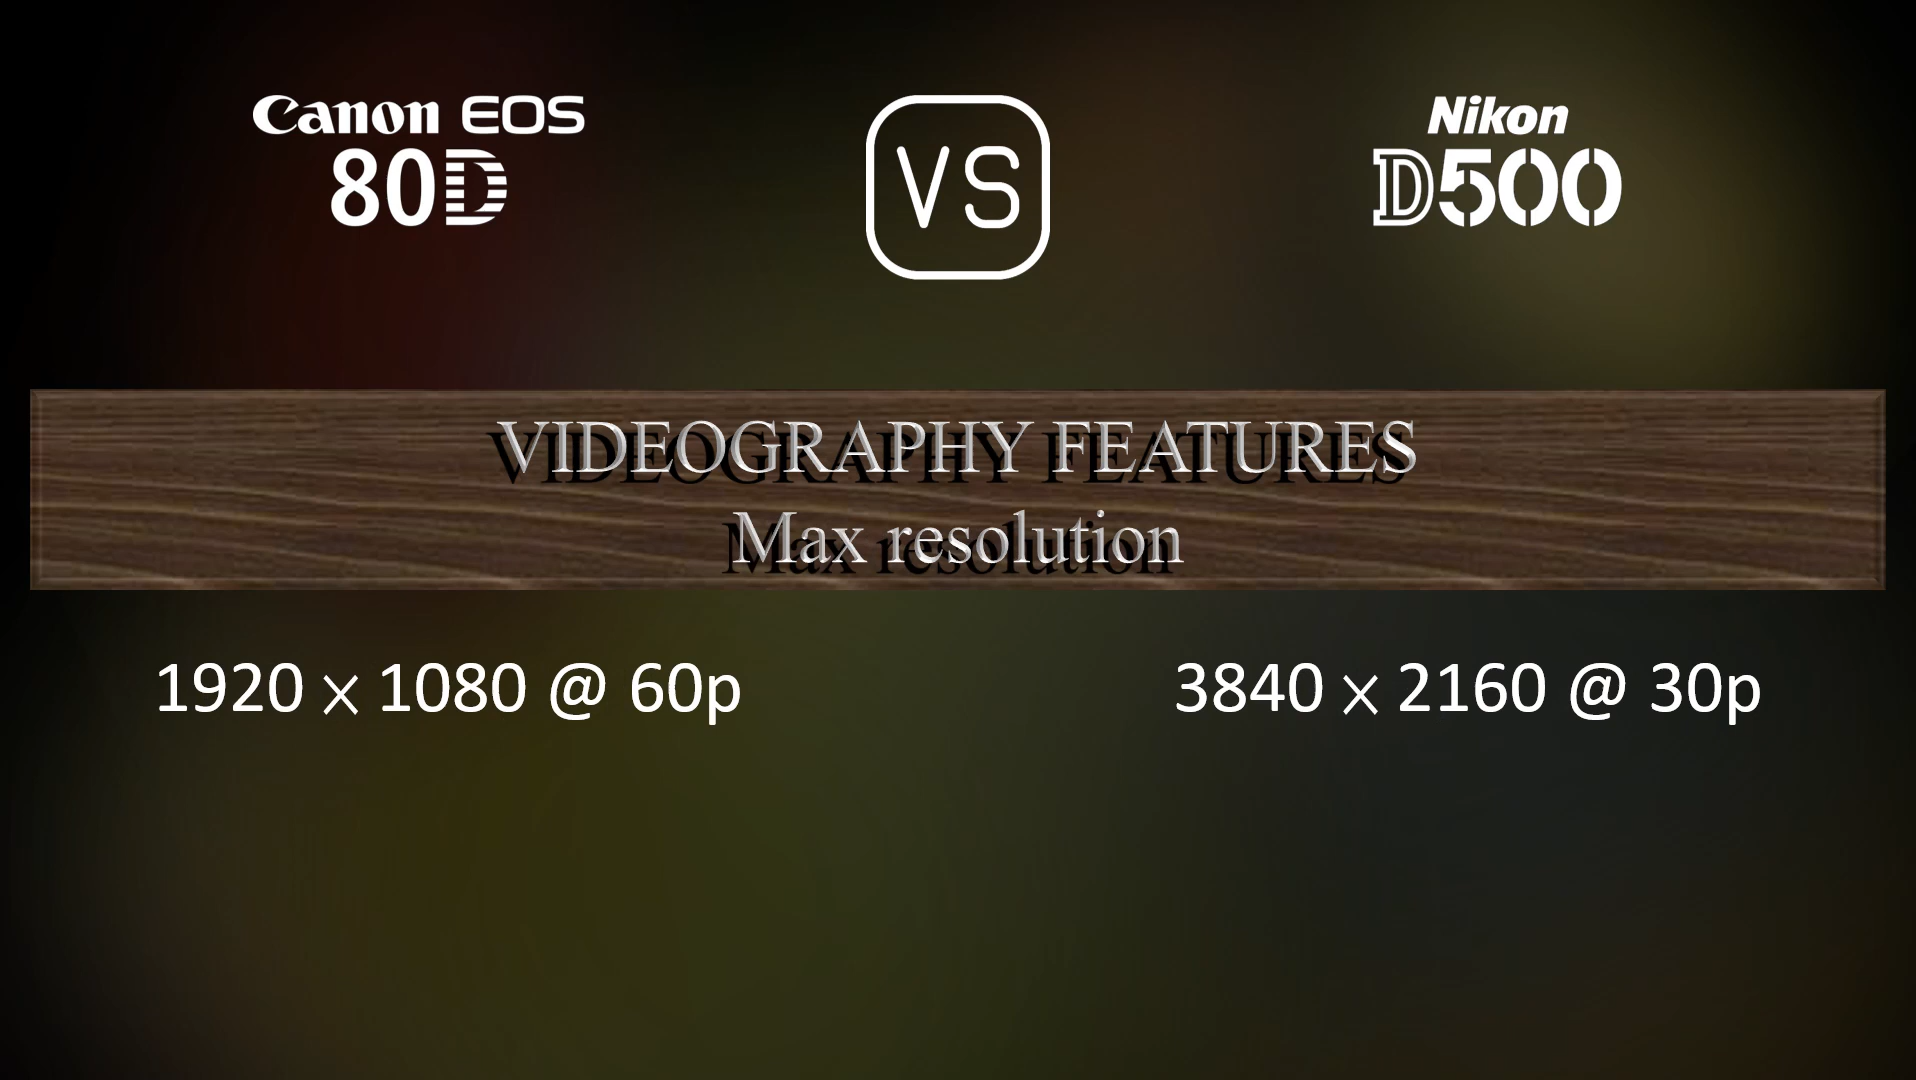 Canon EOS
80D
VS
Nikon
D500
VIDEOGRAPHY FEATURES
Max resolution
1920 x 1080 @ 60p
3840 x 2160 @ 30p